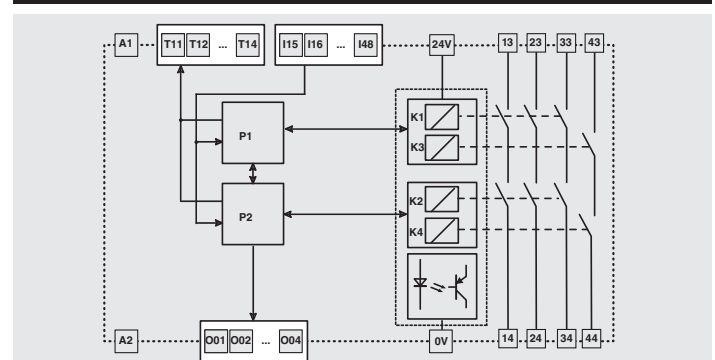 A1 T11 T12 ... T14 I15 I16 ... I48 24V 13 23 33 43
P1 K1
K3
P2 K2
K4
A2 O01 O02 ... O04 0V 14 24 34 44